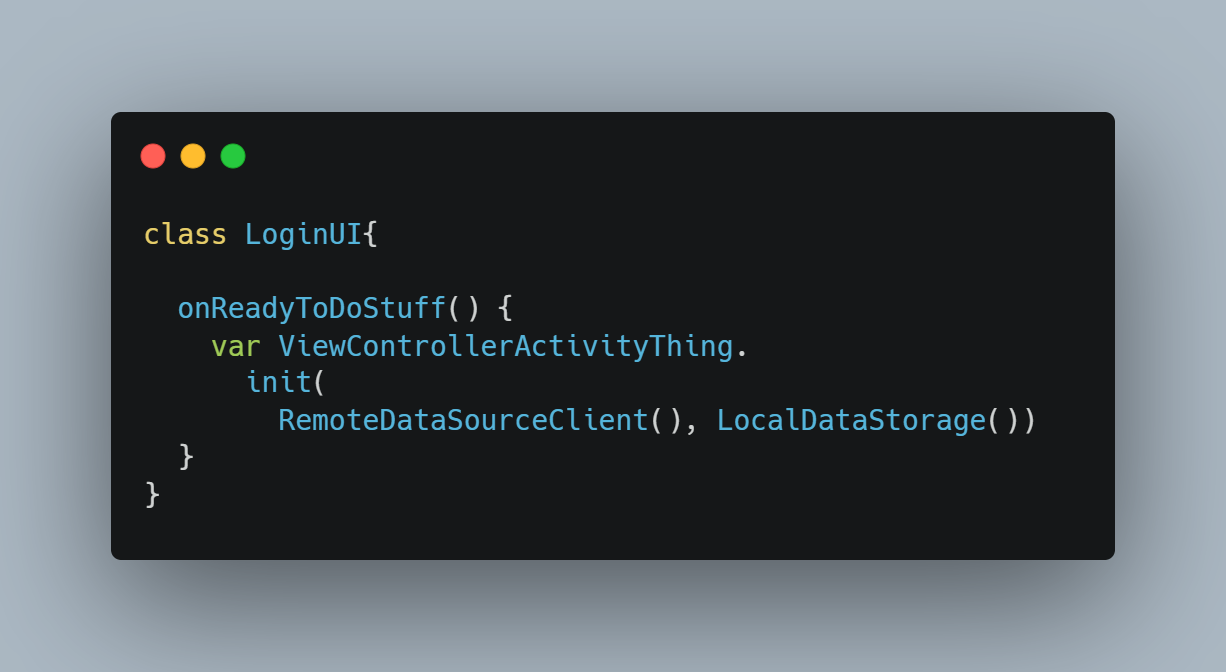 class LoginUI{
onReadyToDoStuff() {
var ViewControllerActivityThing.
init(
RemoteDataSourceClient(), LocalDataStorage())
}
}